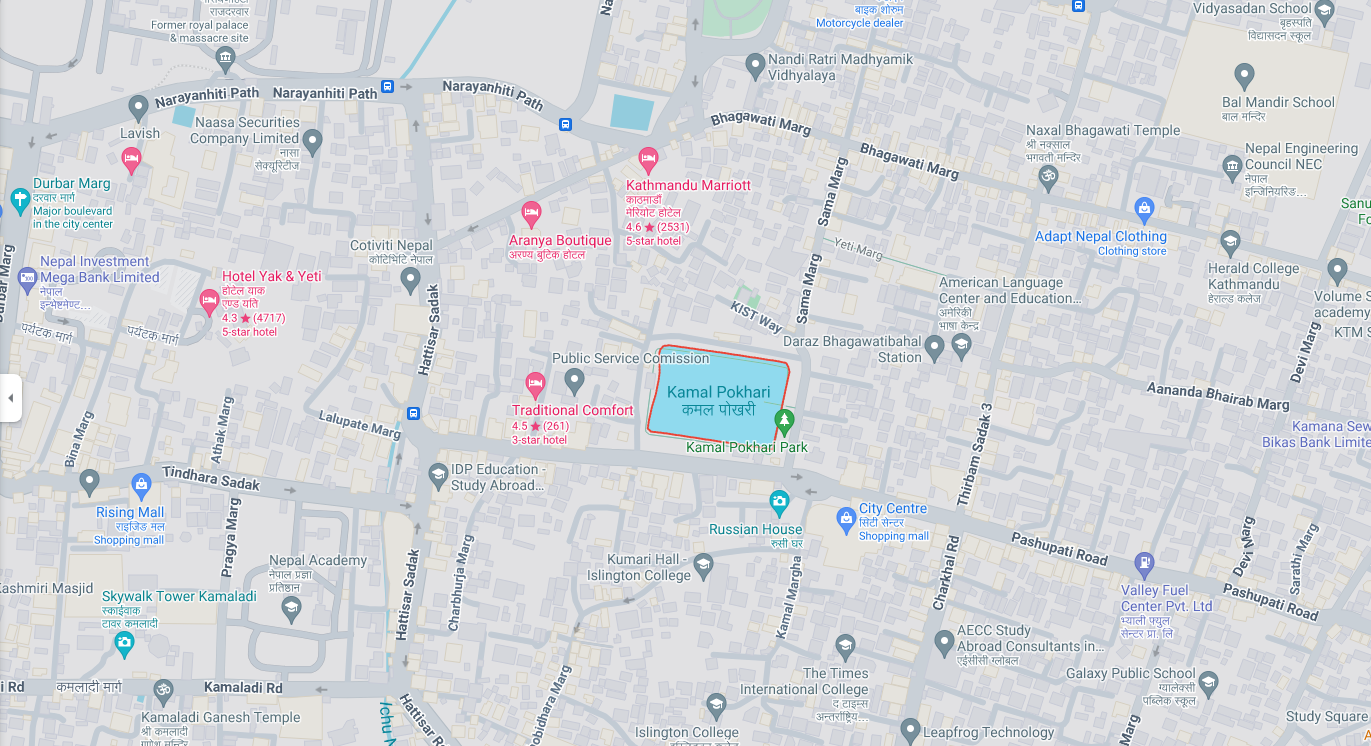 राजदरबार
Former royal palace
& massacre site
बाइक शोरुम
Motorcycle dealer
Vidyasadan School
बृहस्पति
विद्यासदन स्कूल
Nandi Ratri Madhyamik
Vidhyalaya
Bal Mandir School
बाल मन्दिर
Narayanhiti Path
Narayanhiti Path
Narayanhiti Path
Lavish
Naasa Securities
Company Limited
नासा
सेक्यूरिटीज
Bhagawati Marg
Bhagawati Marg
Naxal Bhagawati Temple
श्री नक्साल
भगवती मन्दिर
Nepal Engineering
Council NEC
नेपाल
इन्जिनियरिङ...
Durbar Marg
दरवार मार्ग
Major boulevard
in the city center
Kathmandu Marriott
काठमाडौं
मेरियोट होटेल
4.6 ★ (2531)
5-star hotel
Sama Marg
Aranya Boutique
अरण्य बुटिक होटल
Adapt Nepal Clothing
Clothing store
Sanu
Fo
Cotiviti Nepal
कोटिभिटि नेपाल
Yeti Marg
Nepal Investment
Mega Bank Limited
नेपाल
इन्भेष्टमेण्ट...
Durbar Marg
Hotel Yak & Yeti
होटेल याक
एण्ड यति
4.3 ★ (4717)
5-star hotel
Herald College
Kathmandu
हेराल्ड कलेज
Volume S
academy
KTM S
American Language
Center and Education...
अमेरिकी
भाषा केन्द्र
Sama Marg
KIST Way
पर्यटक मार्ग
पर्यटक मार्ग
Hattisar Sadak
Daraz Bhagawatibahal
Station
Devi Marg
Public Service Comission
Kamal Pokhari
कमल पोखरी
Traditional Comfort
4.5 ★ (261)
3-star hotel
Kamal Pokhari Park
Aananda Bhairab Marg
Kamana Sew
Bikas Bank Limite
Lalupate Marg
Athak Marg
Bina Marg
Thirbam Sadak 3
Tindhara Sadak
IDP Education -
Study Abroad...
Rising Mall
राइजिङ मल
Shopping mall
Pragya Marg
Russian House
रुसी घर
City Centre
सिटी सेन्टर
Shopping mall
Pashupati Road
Devi Marg
Sarathi Marg
Nepal Academy
नेपाल प्रज्ञा
प्रतिष्ठान
Kumari Hall -
Islington College
Charbhurja Marg
Hattisar Sadak
Kamal Margha
Charkhal Rd
Valley Fuel
Center Pvt. Ltd
भ्याली फ्युल
सेन्टर प्रा. लि
Pashupati Road
Kashmiri Masjid
Skywalk Tower Kamaladi
स्काईवाक
टावर कमलादी
AECC Study
Abroad Consultants in...
एईसीसी ग्लोबल
The Times
International College
द टाइम्स
अन्तर्राष्ट्रिय...
Galaxy Public School
ग्यालेक्सी
पब्लिक स्कूल
i Rd
कमलादी मार्ग
Kamaladi Rd
Kamaladi Ganesh Temple
श्री कमलादी
गणेश मन्दिर
Ichu N
Hattisar R
obidhara Marg
Islington College
Leapfrog Technology
Marg
Study Square